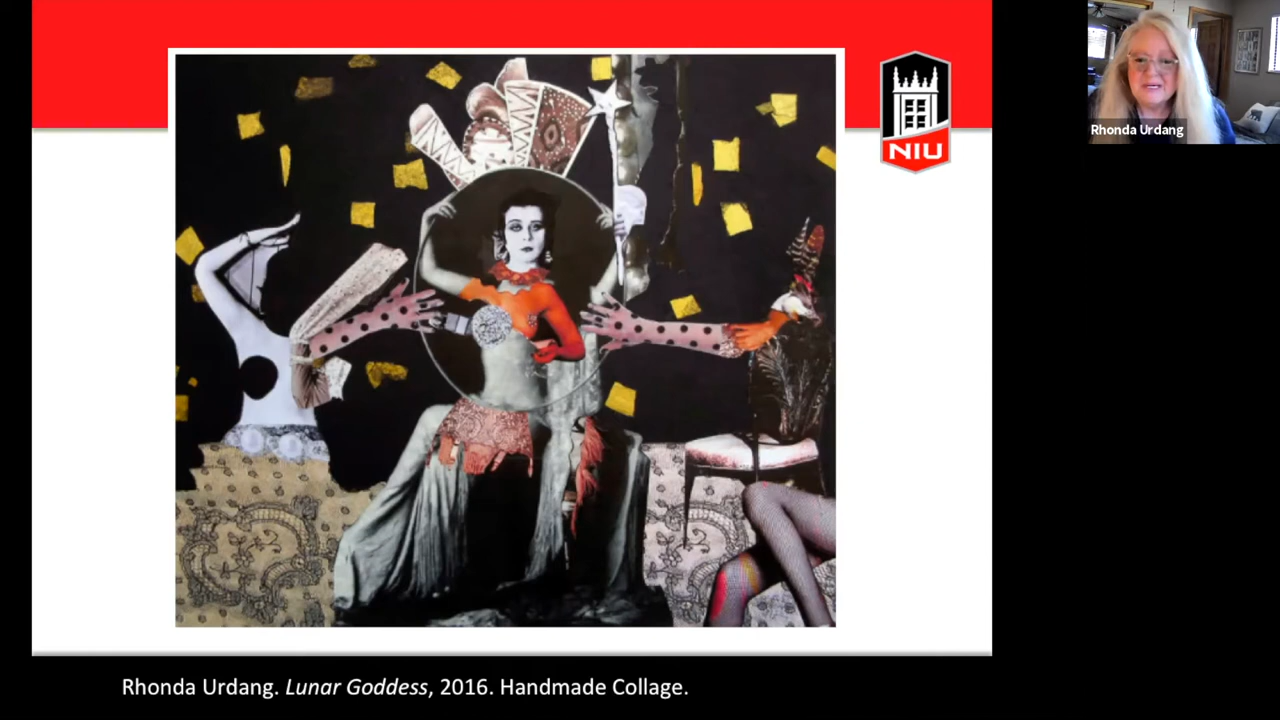 NIU
Rhonda Urdang
Rhonda Urdang. Lunar Goddess, 2016. Handmade Collage.